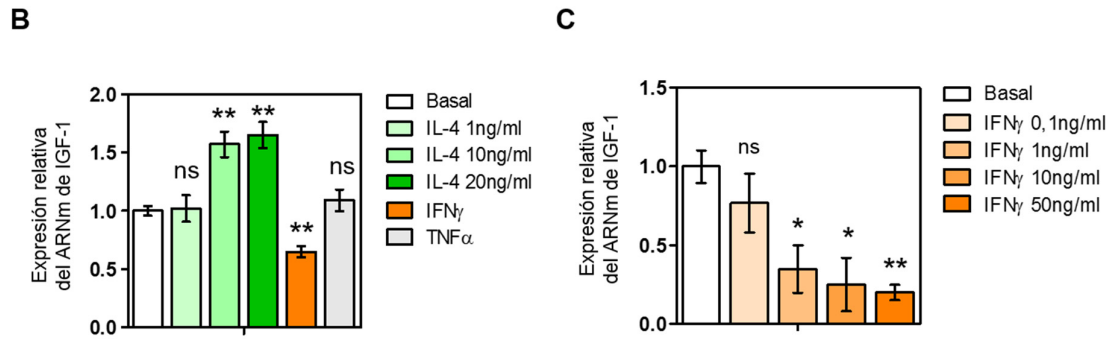 B
Expresión relativa
del ARNm de IGF-1
2.0
1.5
1.0
0.5
0.0
ns
**
**
**
ns
Basal
IL-4 1ng/ml
IL-4 10ng/ml
IL-4 20ng/ml
IFNγ
TNFα
C
Expresión relativa
del ARNm de IGF-1
1.5
1.0
0.5
0.0
ns
*
*
**
Basal
IFNγ 0,1ng/ml
IFNγ 1ng/ml
IFNγ 10ng/ml
IFNγ 50ng/ml